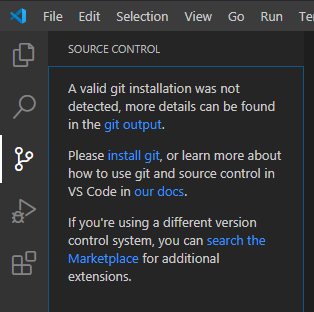 File Edit Selection View Go Run
SOURCE CONTROL
A valid git installation was not
detected, more details can be found
in the git output.
Please install git, or learn more about
how to use git and source control in
VS Code in our docs.
If you're using a different version
control system, you can search the
Marketplace for additional
extensions.